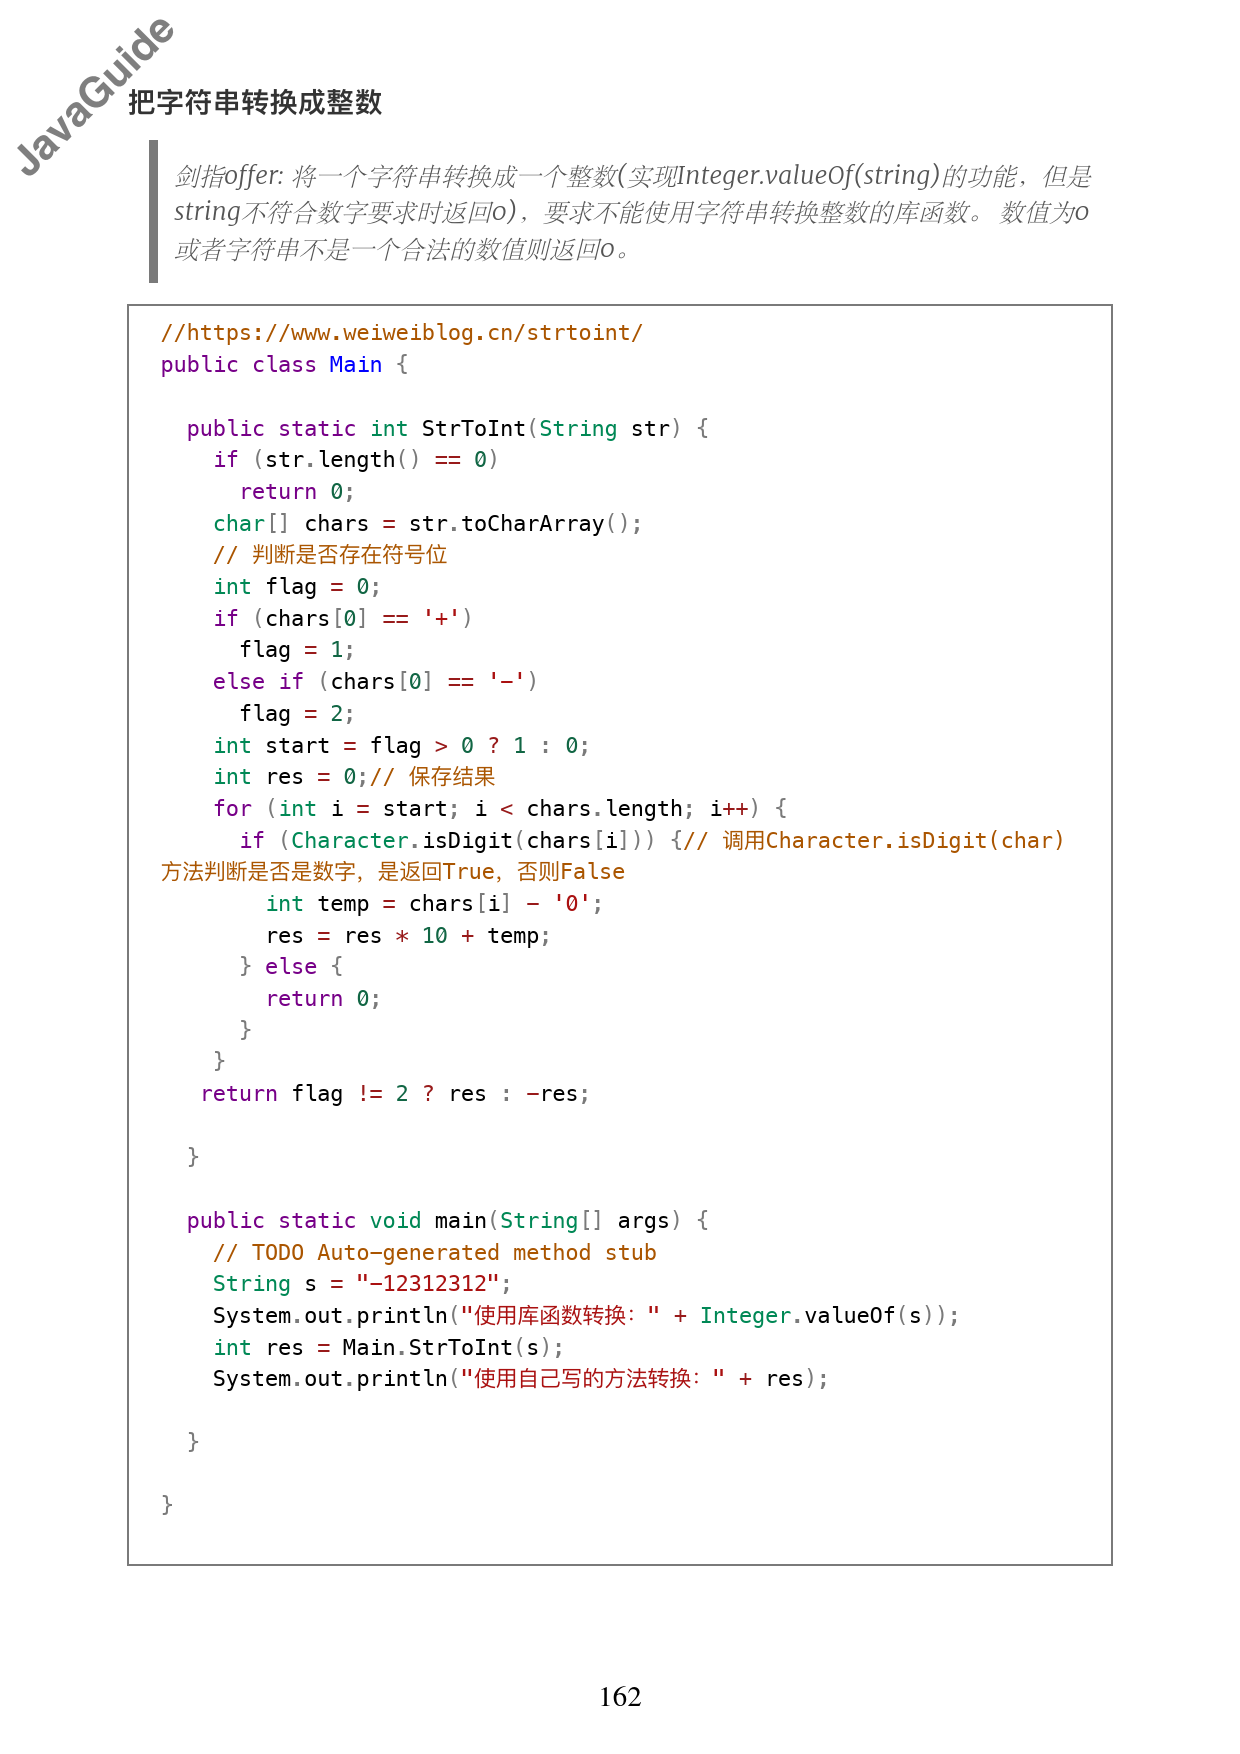 JavaGuide
把字符串转换成整数
剑指offer: 将一个字符串转换成一个整数(实现Integer.valueOf(string)的功能，但是
string不符合数字要求时返回0)，要求不能使用字符串转换整数的库函数。 数值为0
或者字符串不是一个合法的数值则返回0。
//https://www.weiweiblog.cn/strtoint/
public class Main {
  public static int StrToInt(String str) {
    if (str.length() == 0)
      return 0;
    char[] chars = str.toCharArray();
    // 判断是否存在符号位
    int flag = 0;
    if (chars[0] == '+')
      flag = 1;
    else if (chars[0] == '-')
      flag = 2;
    int start = flag > 0 ? 1 : 0;
    int res = 0;// 保存结果
    for (int i = start; i < chars.length; i++) {
      if (Character.isDigit(chars[i])) {// 调用Character.isDigit(char)
方法判断是否是数字，是返回True，否则False
        int temp = chars[i] - '0';
        res = res * 10 + temp;
      } else {
        return 0;
      }
    }
   return flag != 2 ? res : -res;
  }
  public static void main(String[] args) {
    // TODO Auto-generated method stub
    String s = "-12312312";
    System.out.println("使用库函数转换：" + Integer.valueOf(s));
    int res = Main.StrToInt(s);
    System.out.println("使用自己写的方法转换：" + res);
  }
}
162